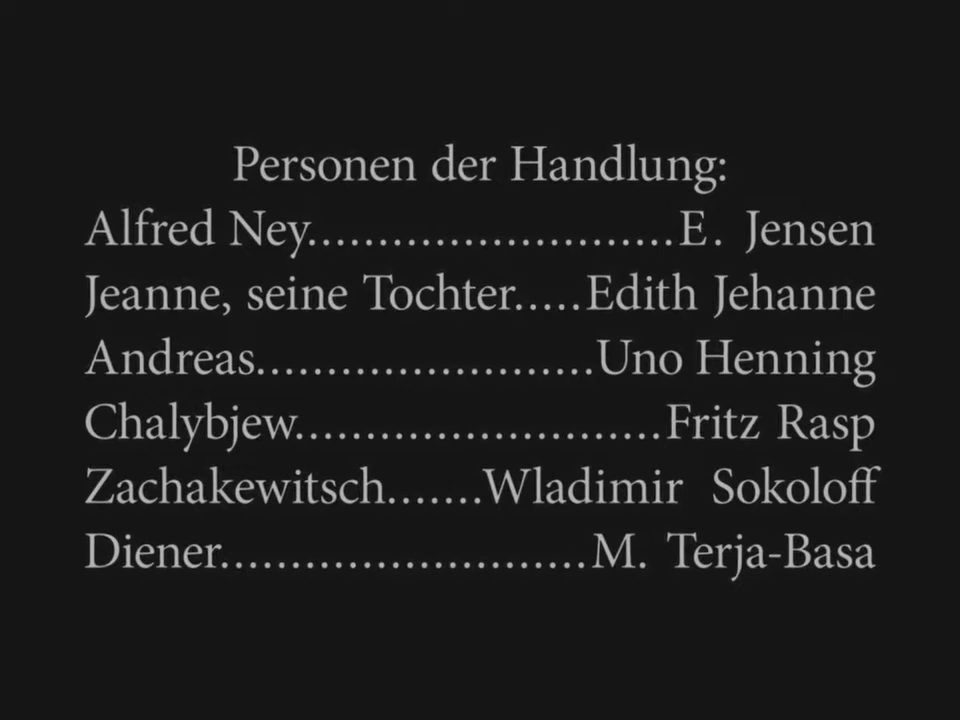 Personen der Handlung:
Alfred Ney..........................E. Jensen
Jeanne, seine Tochter.....Edith Jehanne
Andreas........................Uno Henning
Chalybjew..........................Fritz Rasp
Zachakewitsch.......Wladimir Sokoloff
Diener..........................M. Terja-Basa